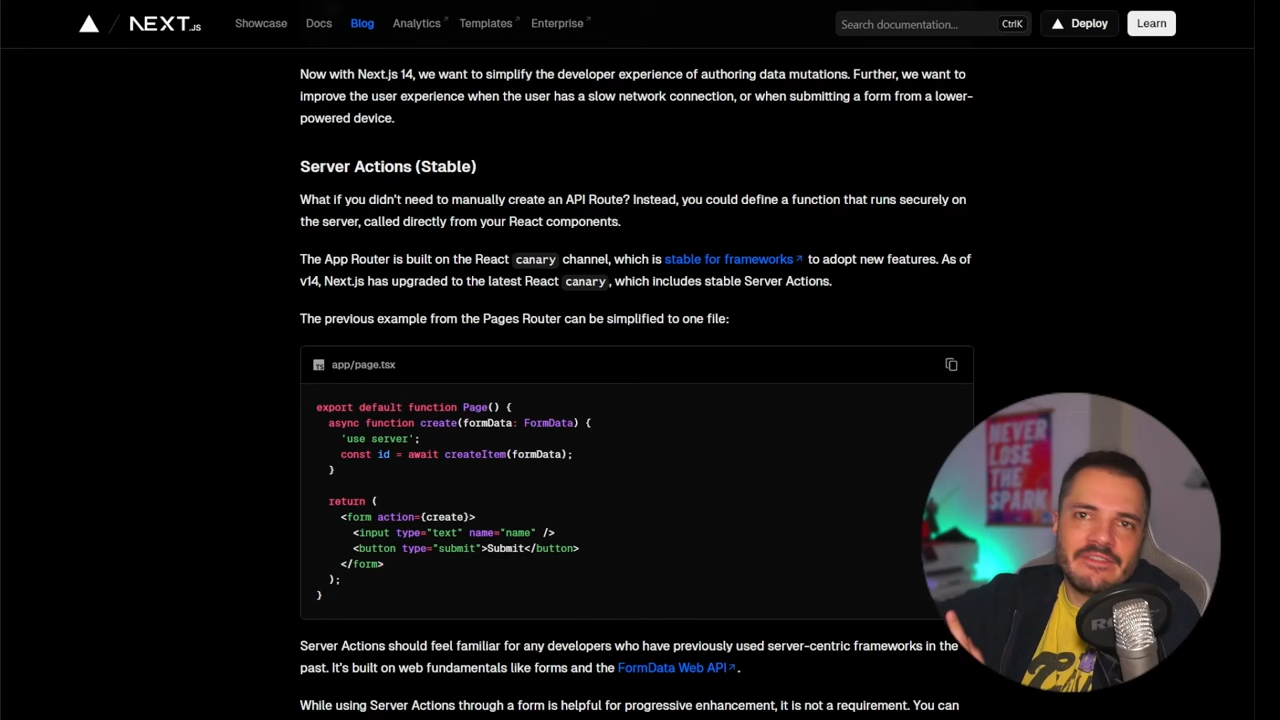 NEXT.JS
Showcase
Docs
Blog
Analytics
Templates
Enterprise
Search documentation...
CtrlK
Deploy
Learn
Now with Next.js 14, we want to simplify the developer experience of authoring data mutations. Further, we want to
improve the user experience when the user has a slow network connection, or when submitting a form from a lower-
powered device.
Server Actions (Stable)
What if you didn't need to manually create an API Route? Instead, you could define a function that runs securely on
the server, called directly from your React components.
The App Router is built on the React canary channel, which is stable for frameworks↗ to adopt new features. As of
v14, Next.js has upgraded to the latest React canary, which includes stable Server Actions.
The previous example from the Pages Router can be simplified to one file:
TS
app/page.tsx
export default function Page() {
  async function create(formData: FormData) {
    'use server';
    const id = await createItem(formData);
  }
  return (
    <form action={create}>
      <input type="text" name="name" />
      <button type="submit">Submit</button>
    </form>
  );
}
NEVER
LOSE
THE
SPARK
Server Actions should feel familiar for any developers who have previously used server-centric frameworks in the
past. It's built on web fundamentals like forms and the FormData Web API↗.
While using Server Actions through a form is helpful for progressive enhancement, it is not a requirement. You can